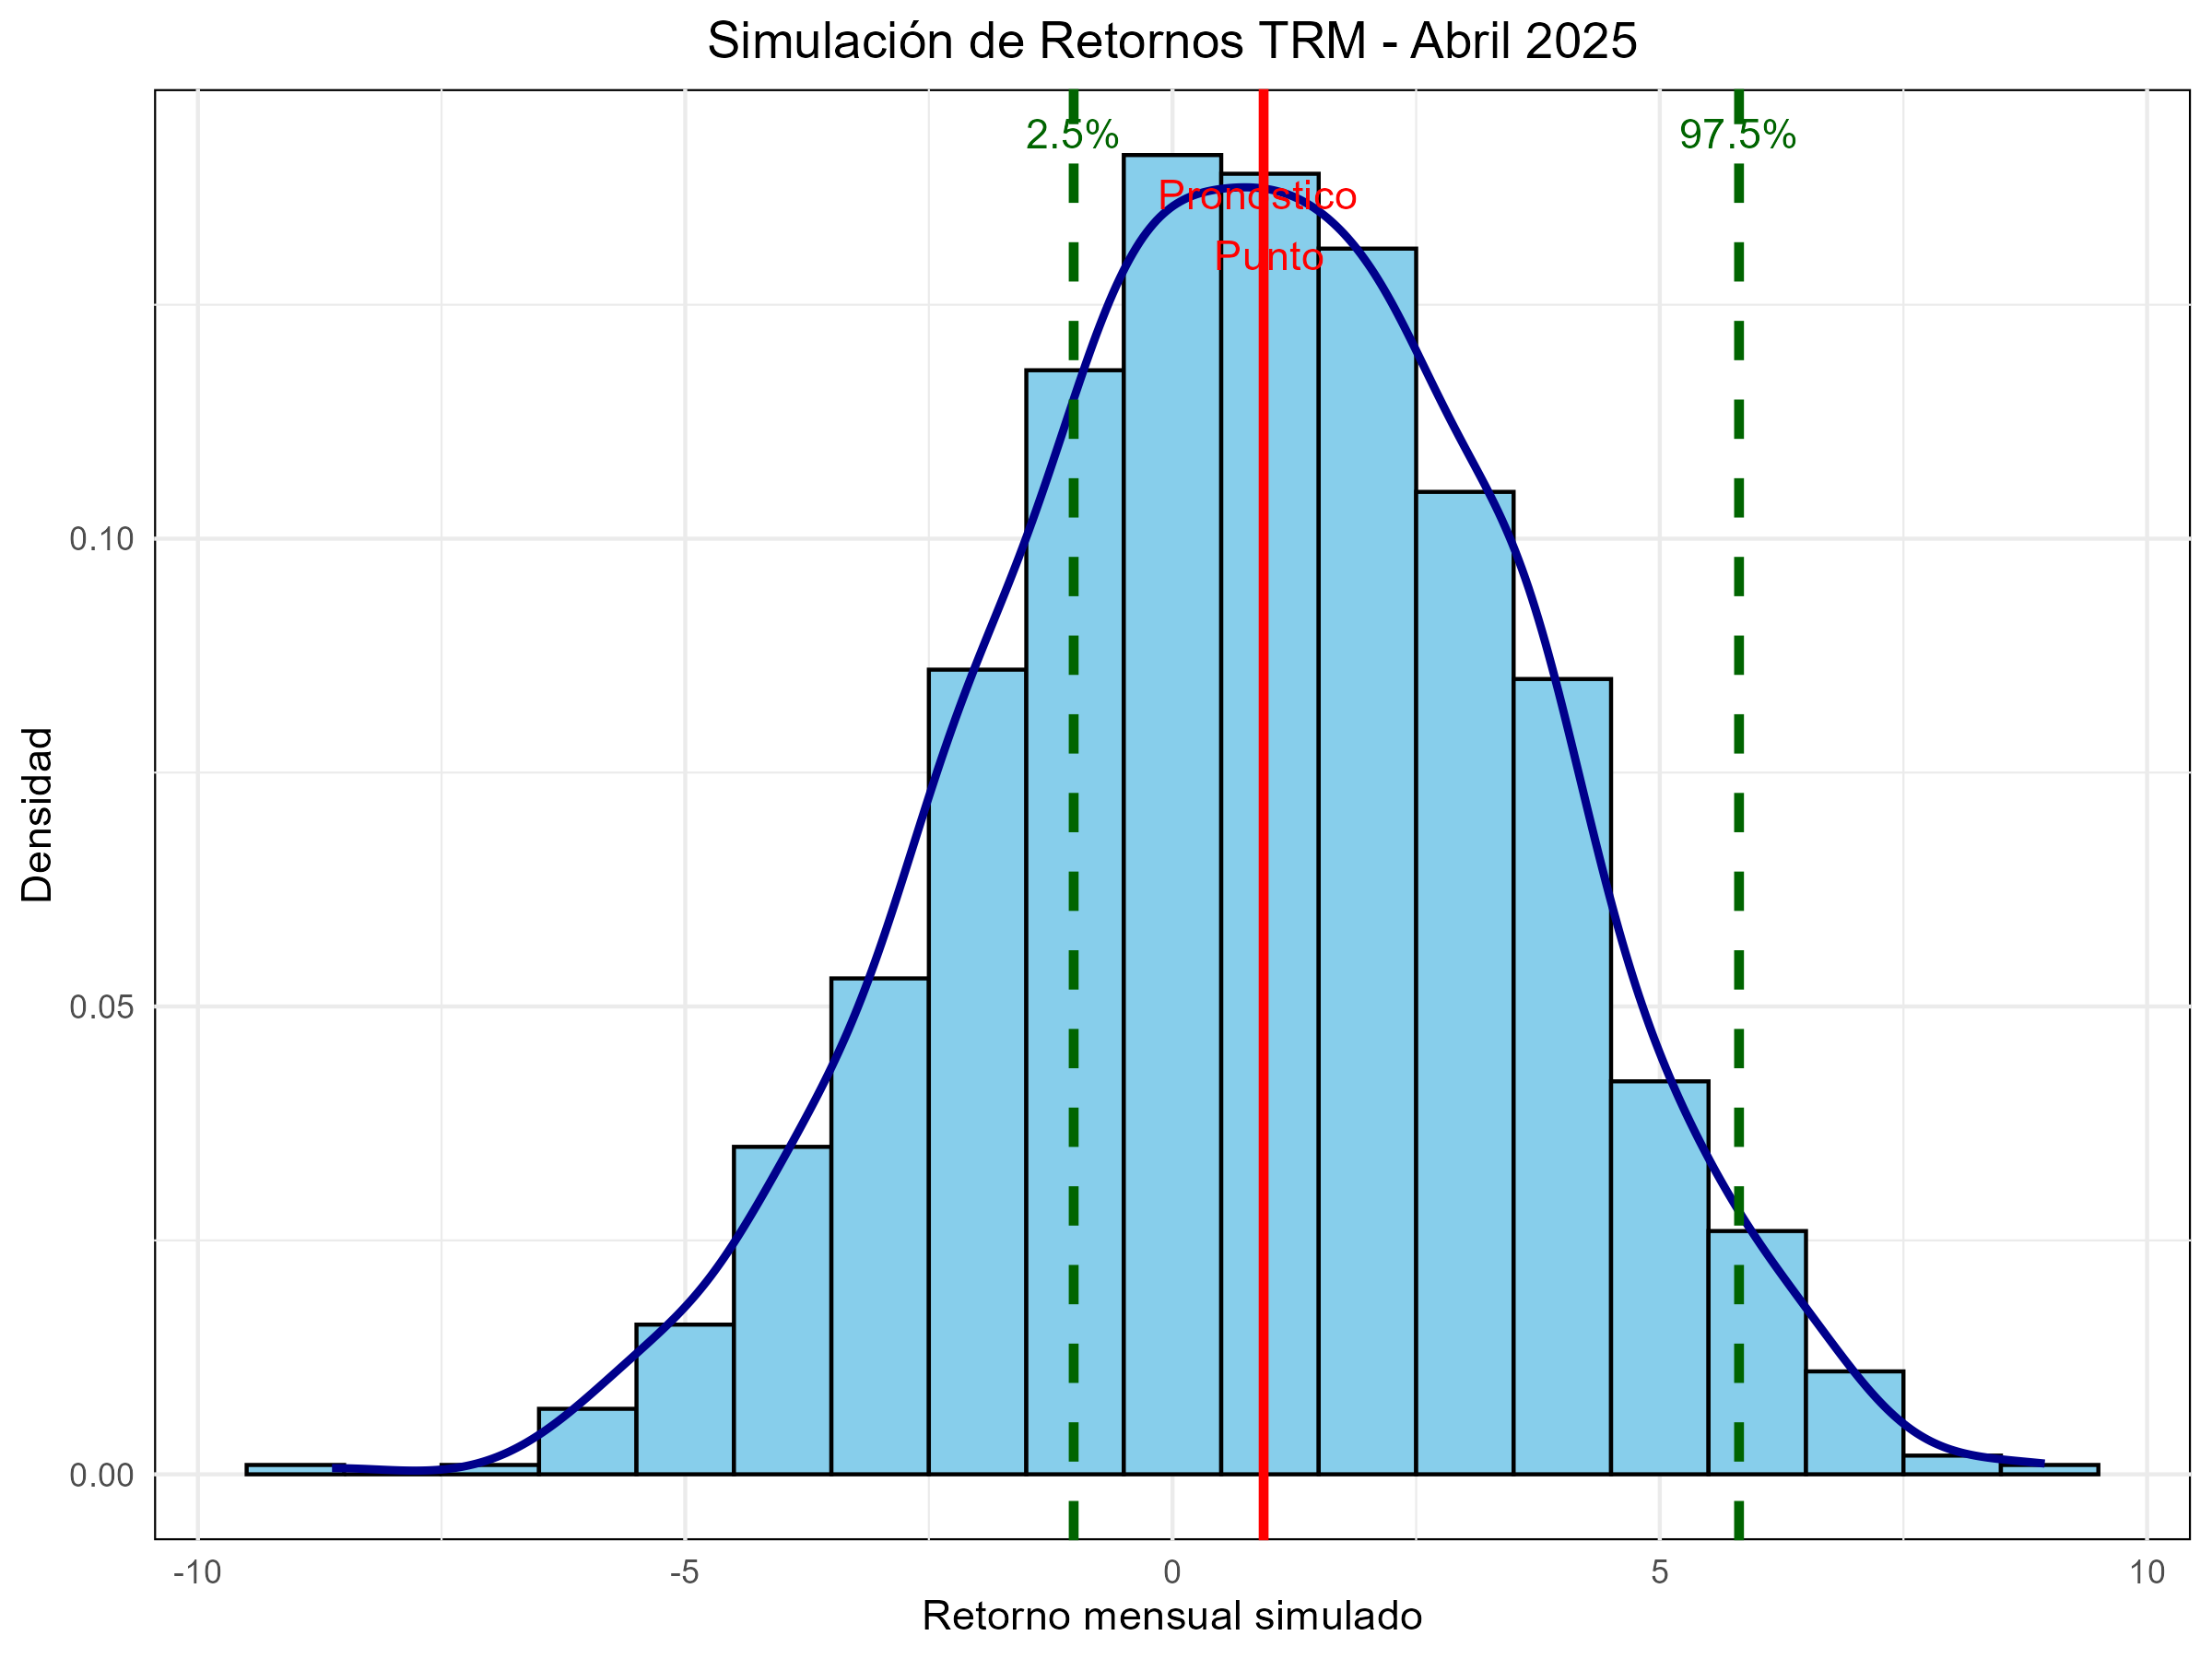 Simulación de Retornos TRM - Abril 2025
2.5%
97.5%
Pronóstico
Punto
Densidad
0.10
0.05
0.00
-10
-5
0
5
10
Retorno mensual simulado